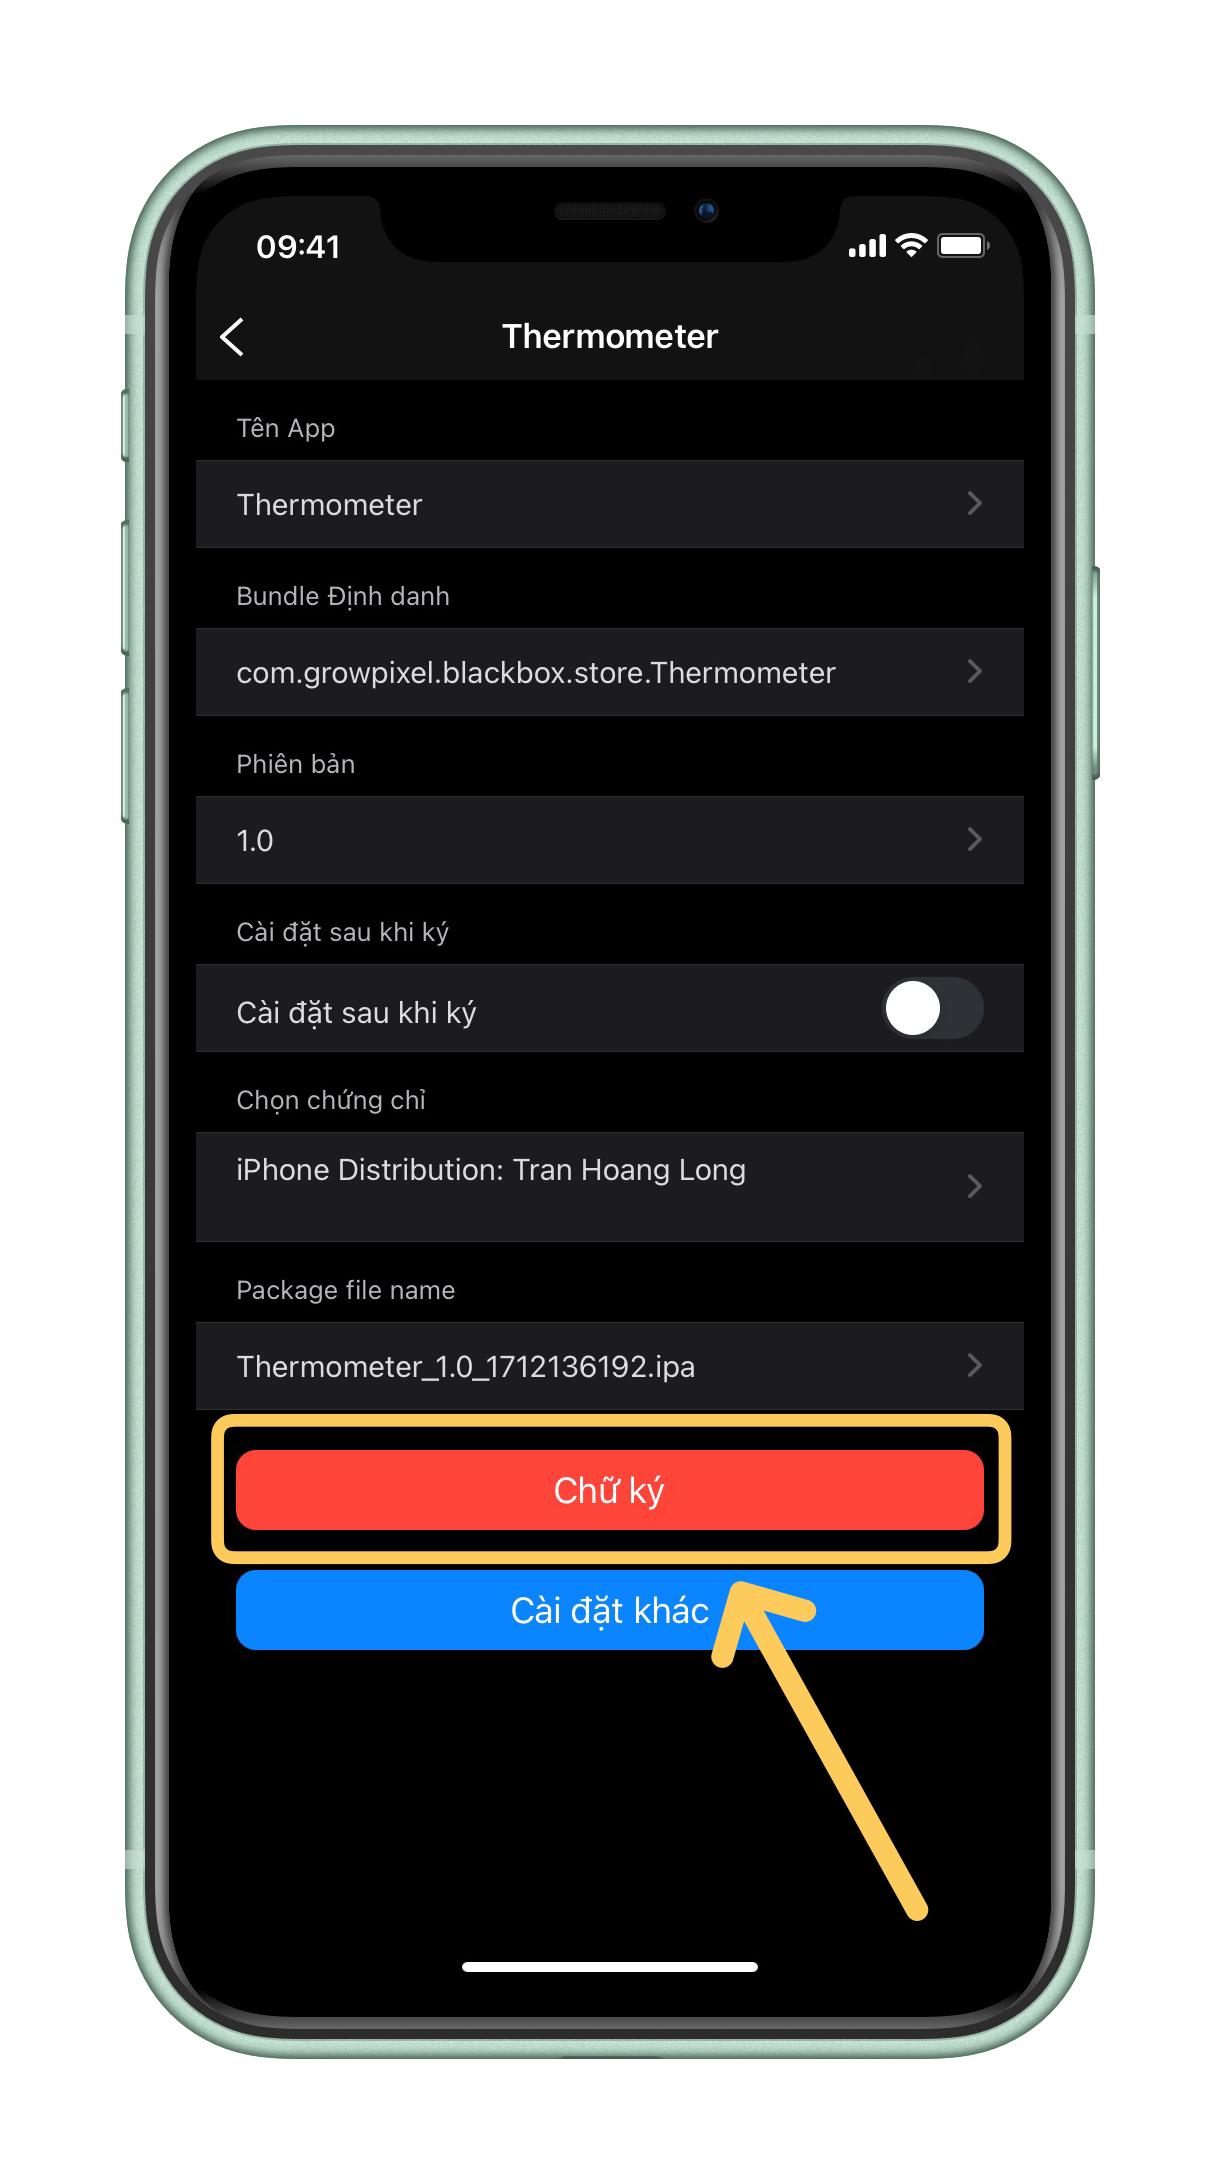 09:41
Thermometer
Tên App
Thermometer
Bundle Định danh
com.growpixel.blackbox.store.Thermometer
Phiên bản
1.0
Cài đặt sau khi ký
Cài đặt sau khi ký
Chọn chứng chỉ
iPhone Distribution: Tran Hoang Long
Package file name
Thermometer_1.0_1712136192.ipa
Chữ ký
Cài đặt khác